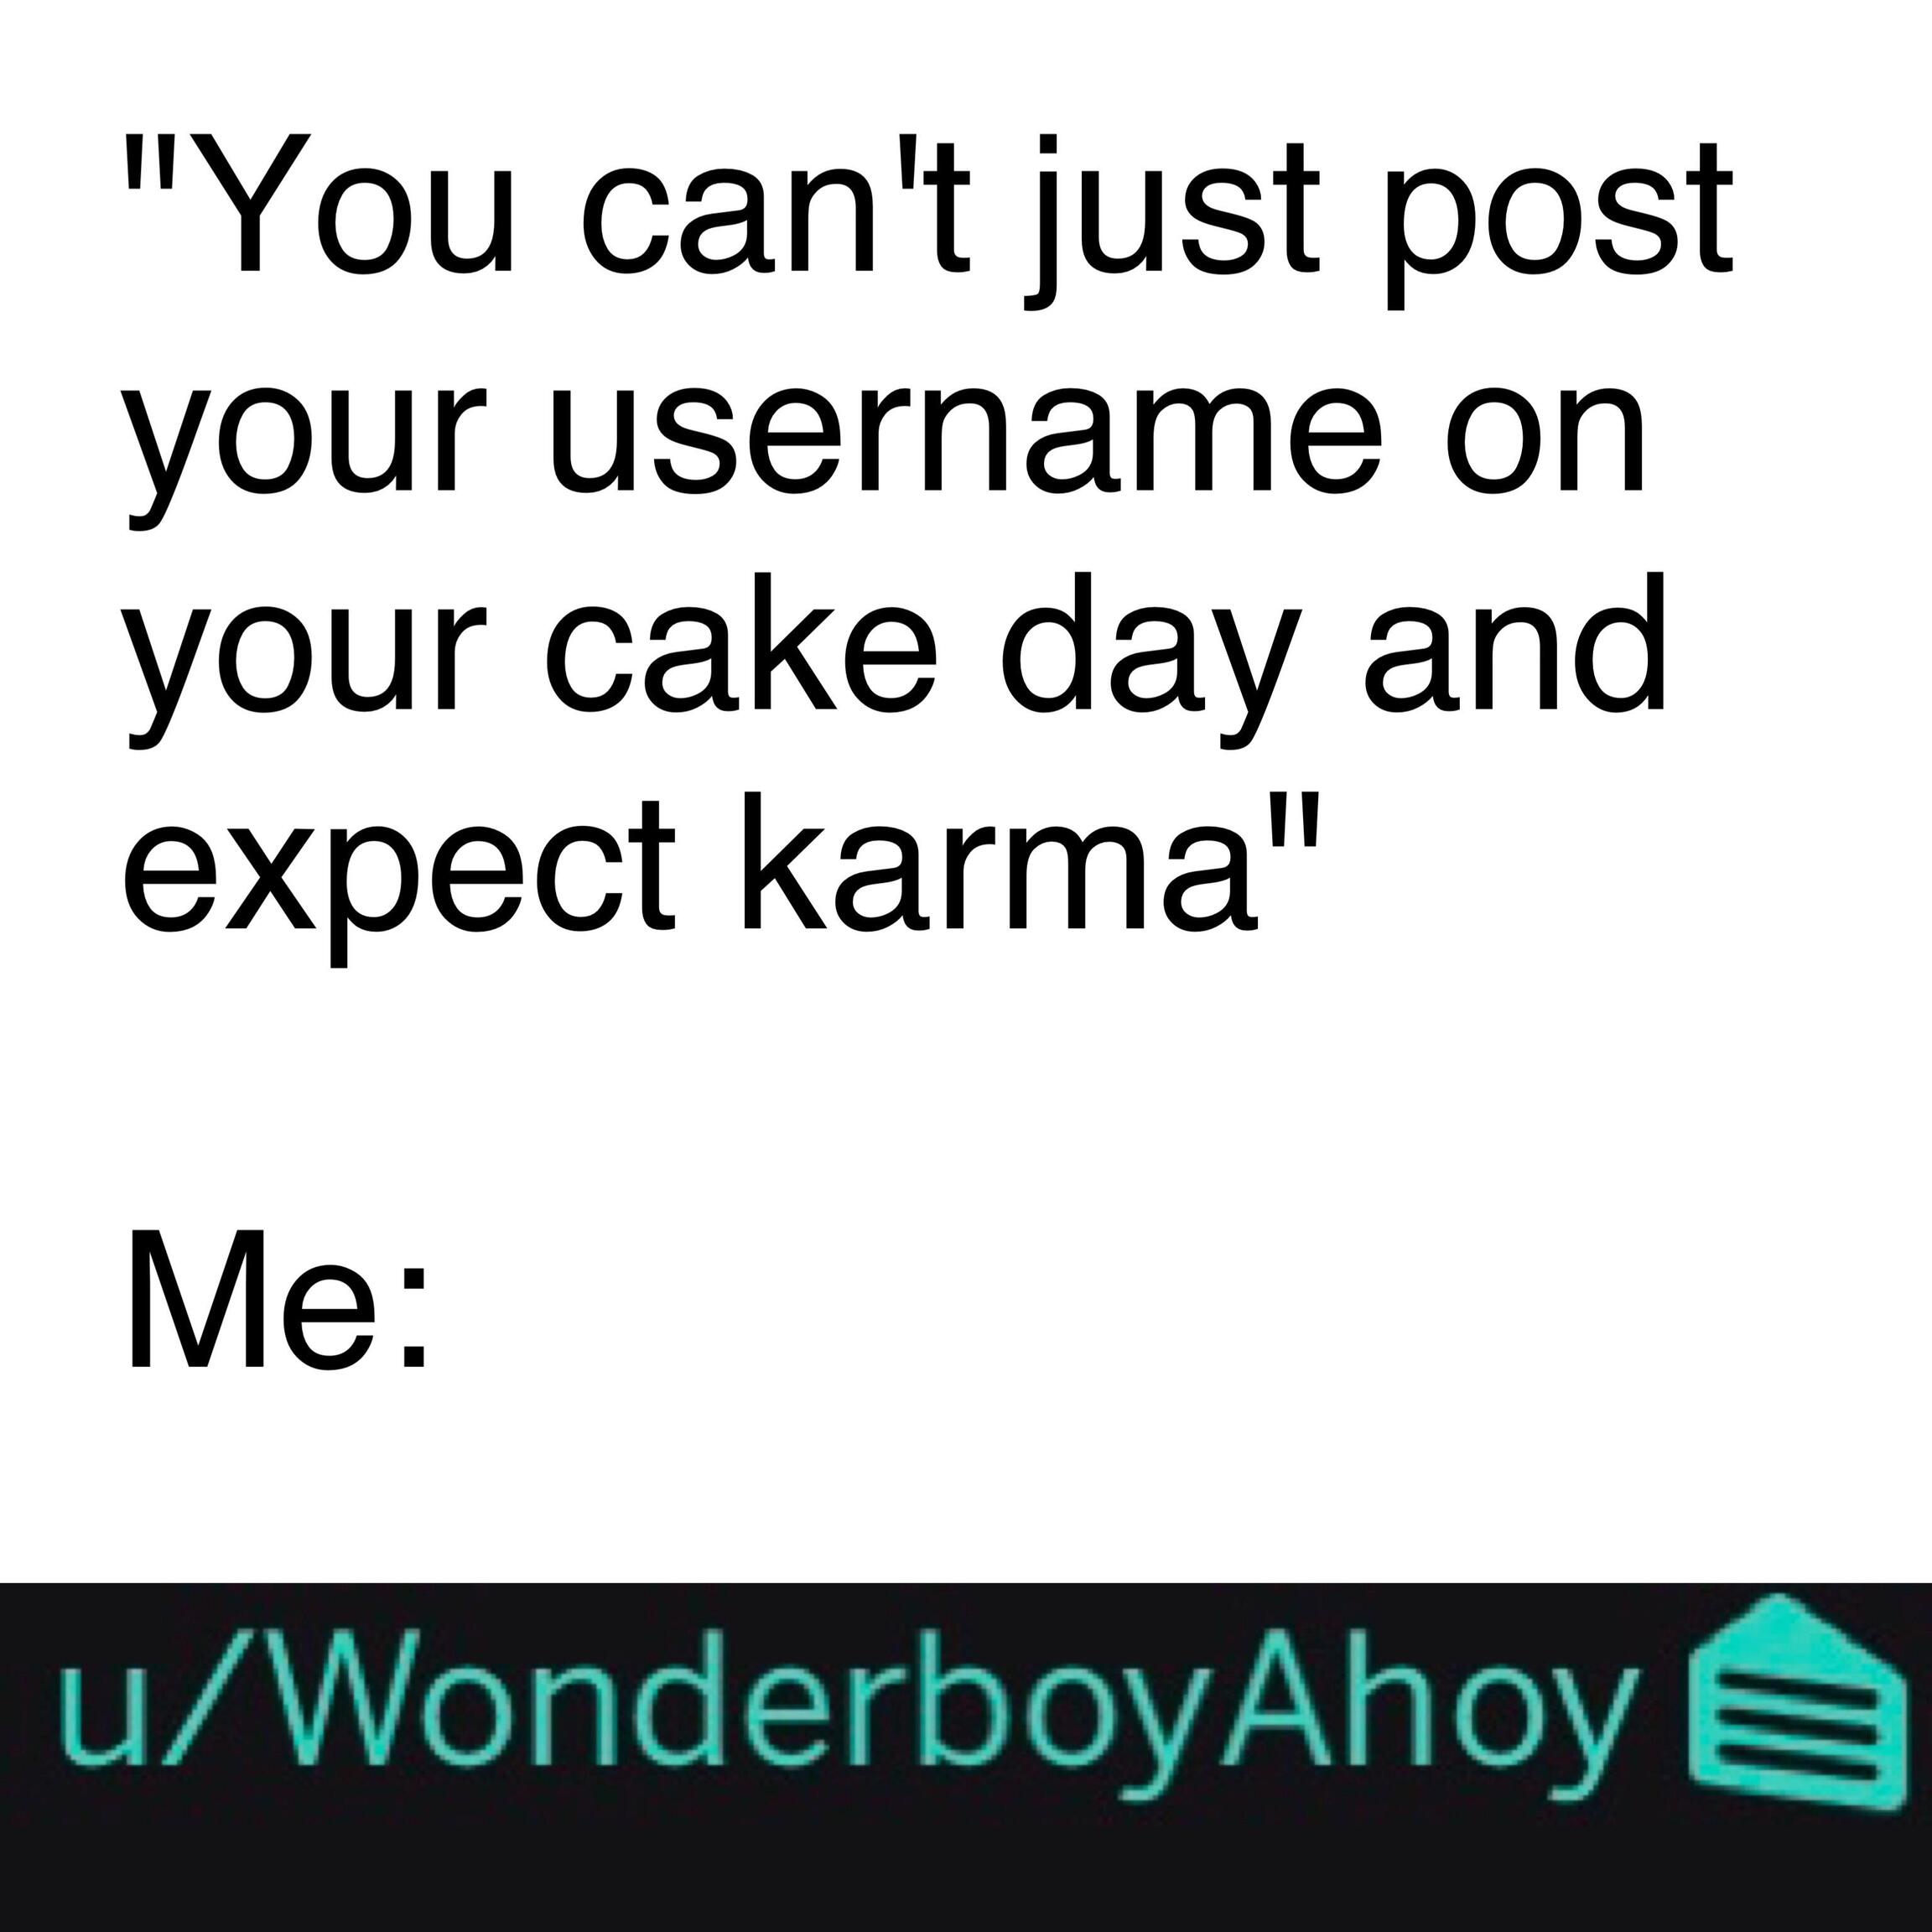 "You can't just post
your username on
your cake day and
expect karma"
Me:
u/WonderboyAhoy